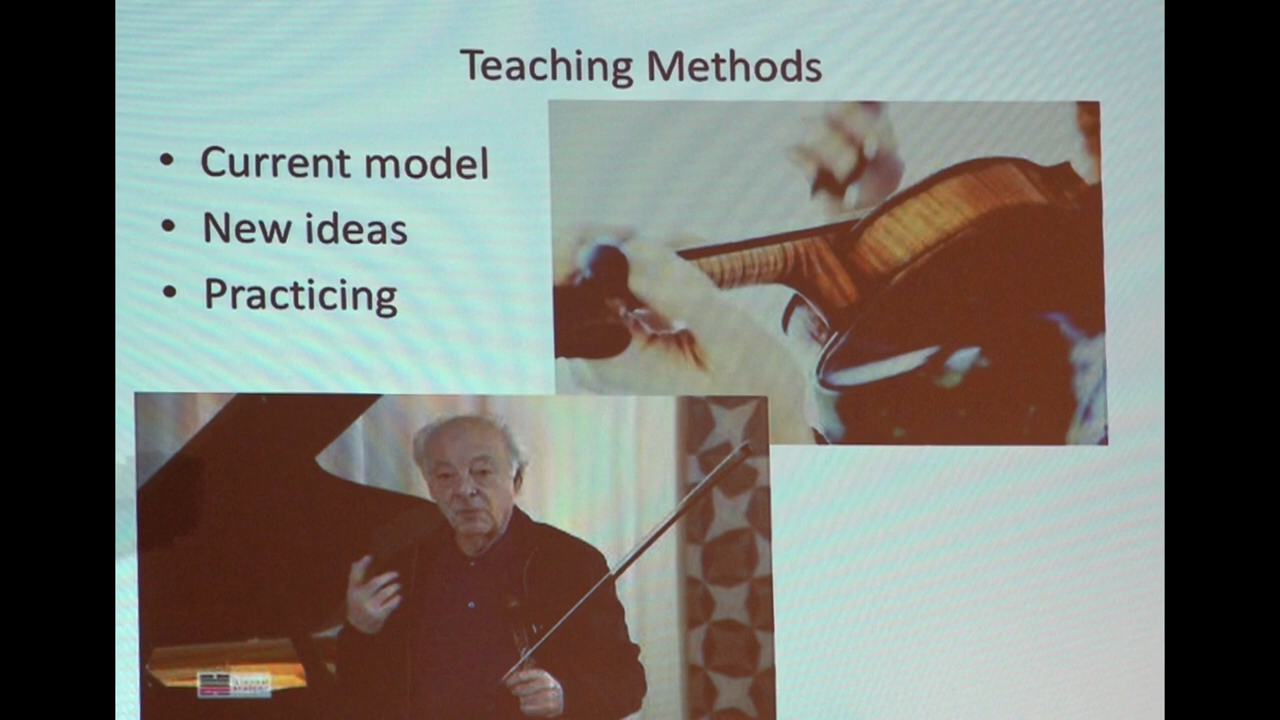 Teaching Methods
• Current model
• New ideas
• Practicing